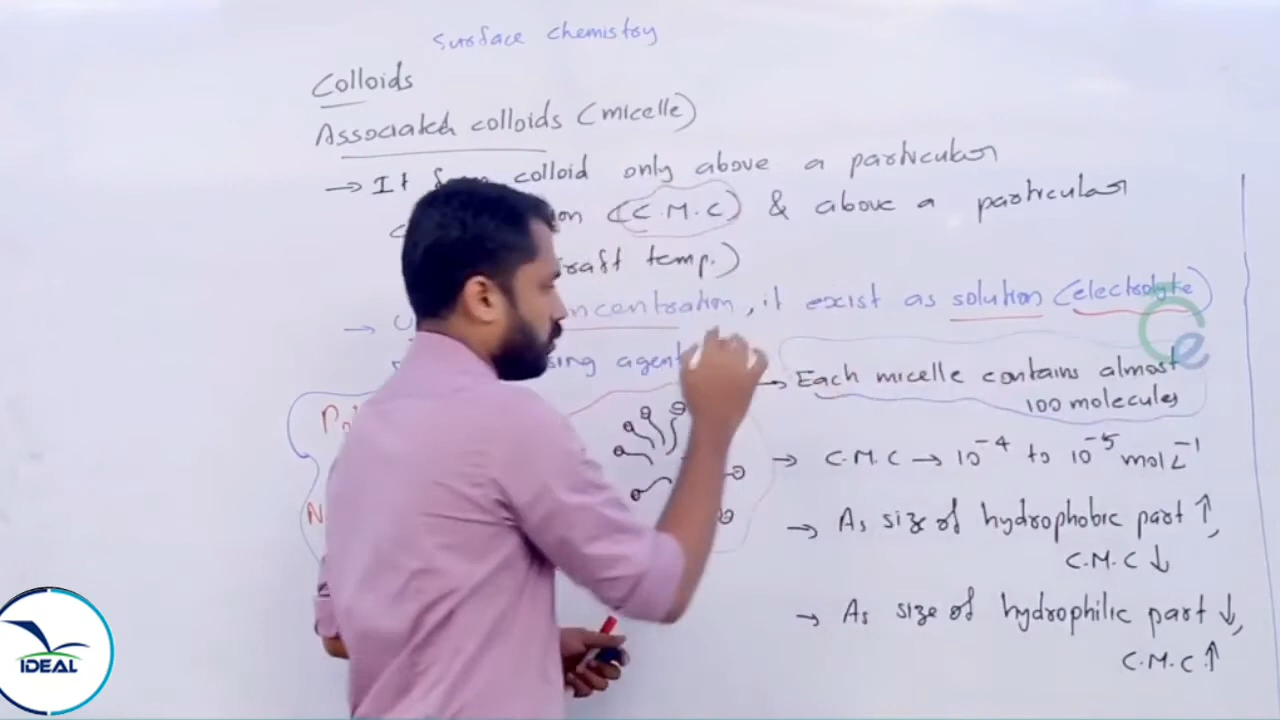 Surface chemistry
Colloids
Associated colloids (micelle)
→ It form colloid only above a particular
(C.M.C) & above a particular
temp.)
→ , it exist as solution (electrolyte)
agent
→ Each micelle contains almost
100 molecules
→ C.M.C → 10⁻⁴ to 10⁻⁵ mol L⁻¹
→ As size of hydrophobic part ↑,
C.M.C ↓
→ As size of hydrophilic part ↓,
C.M.C ↑
e
IDEAL